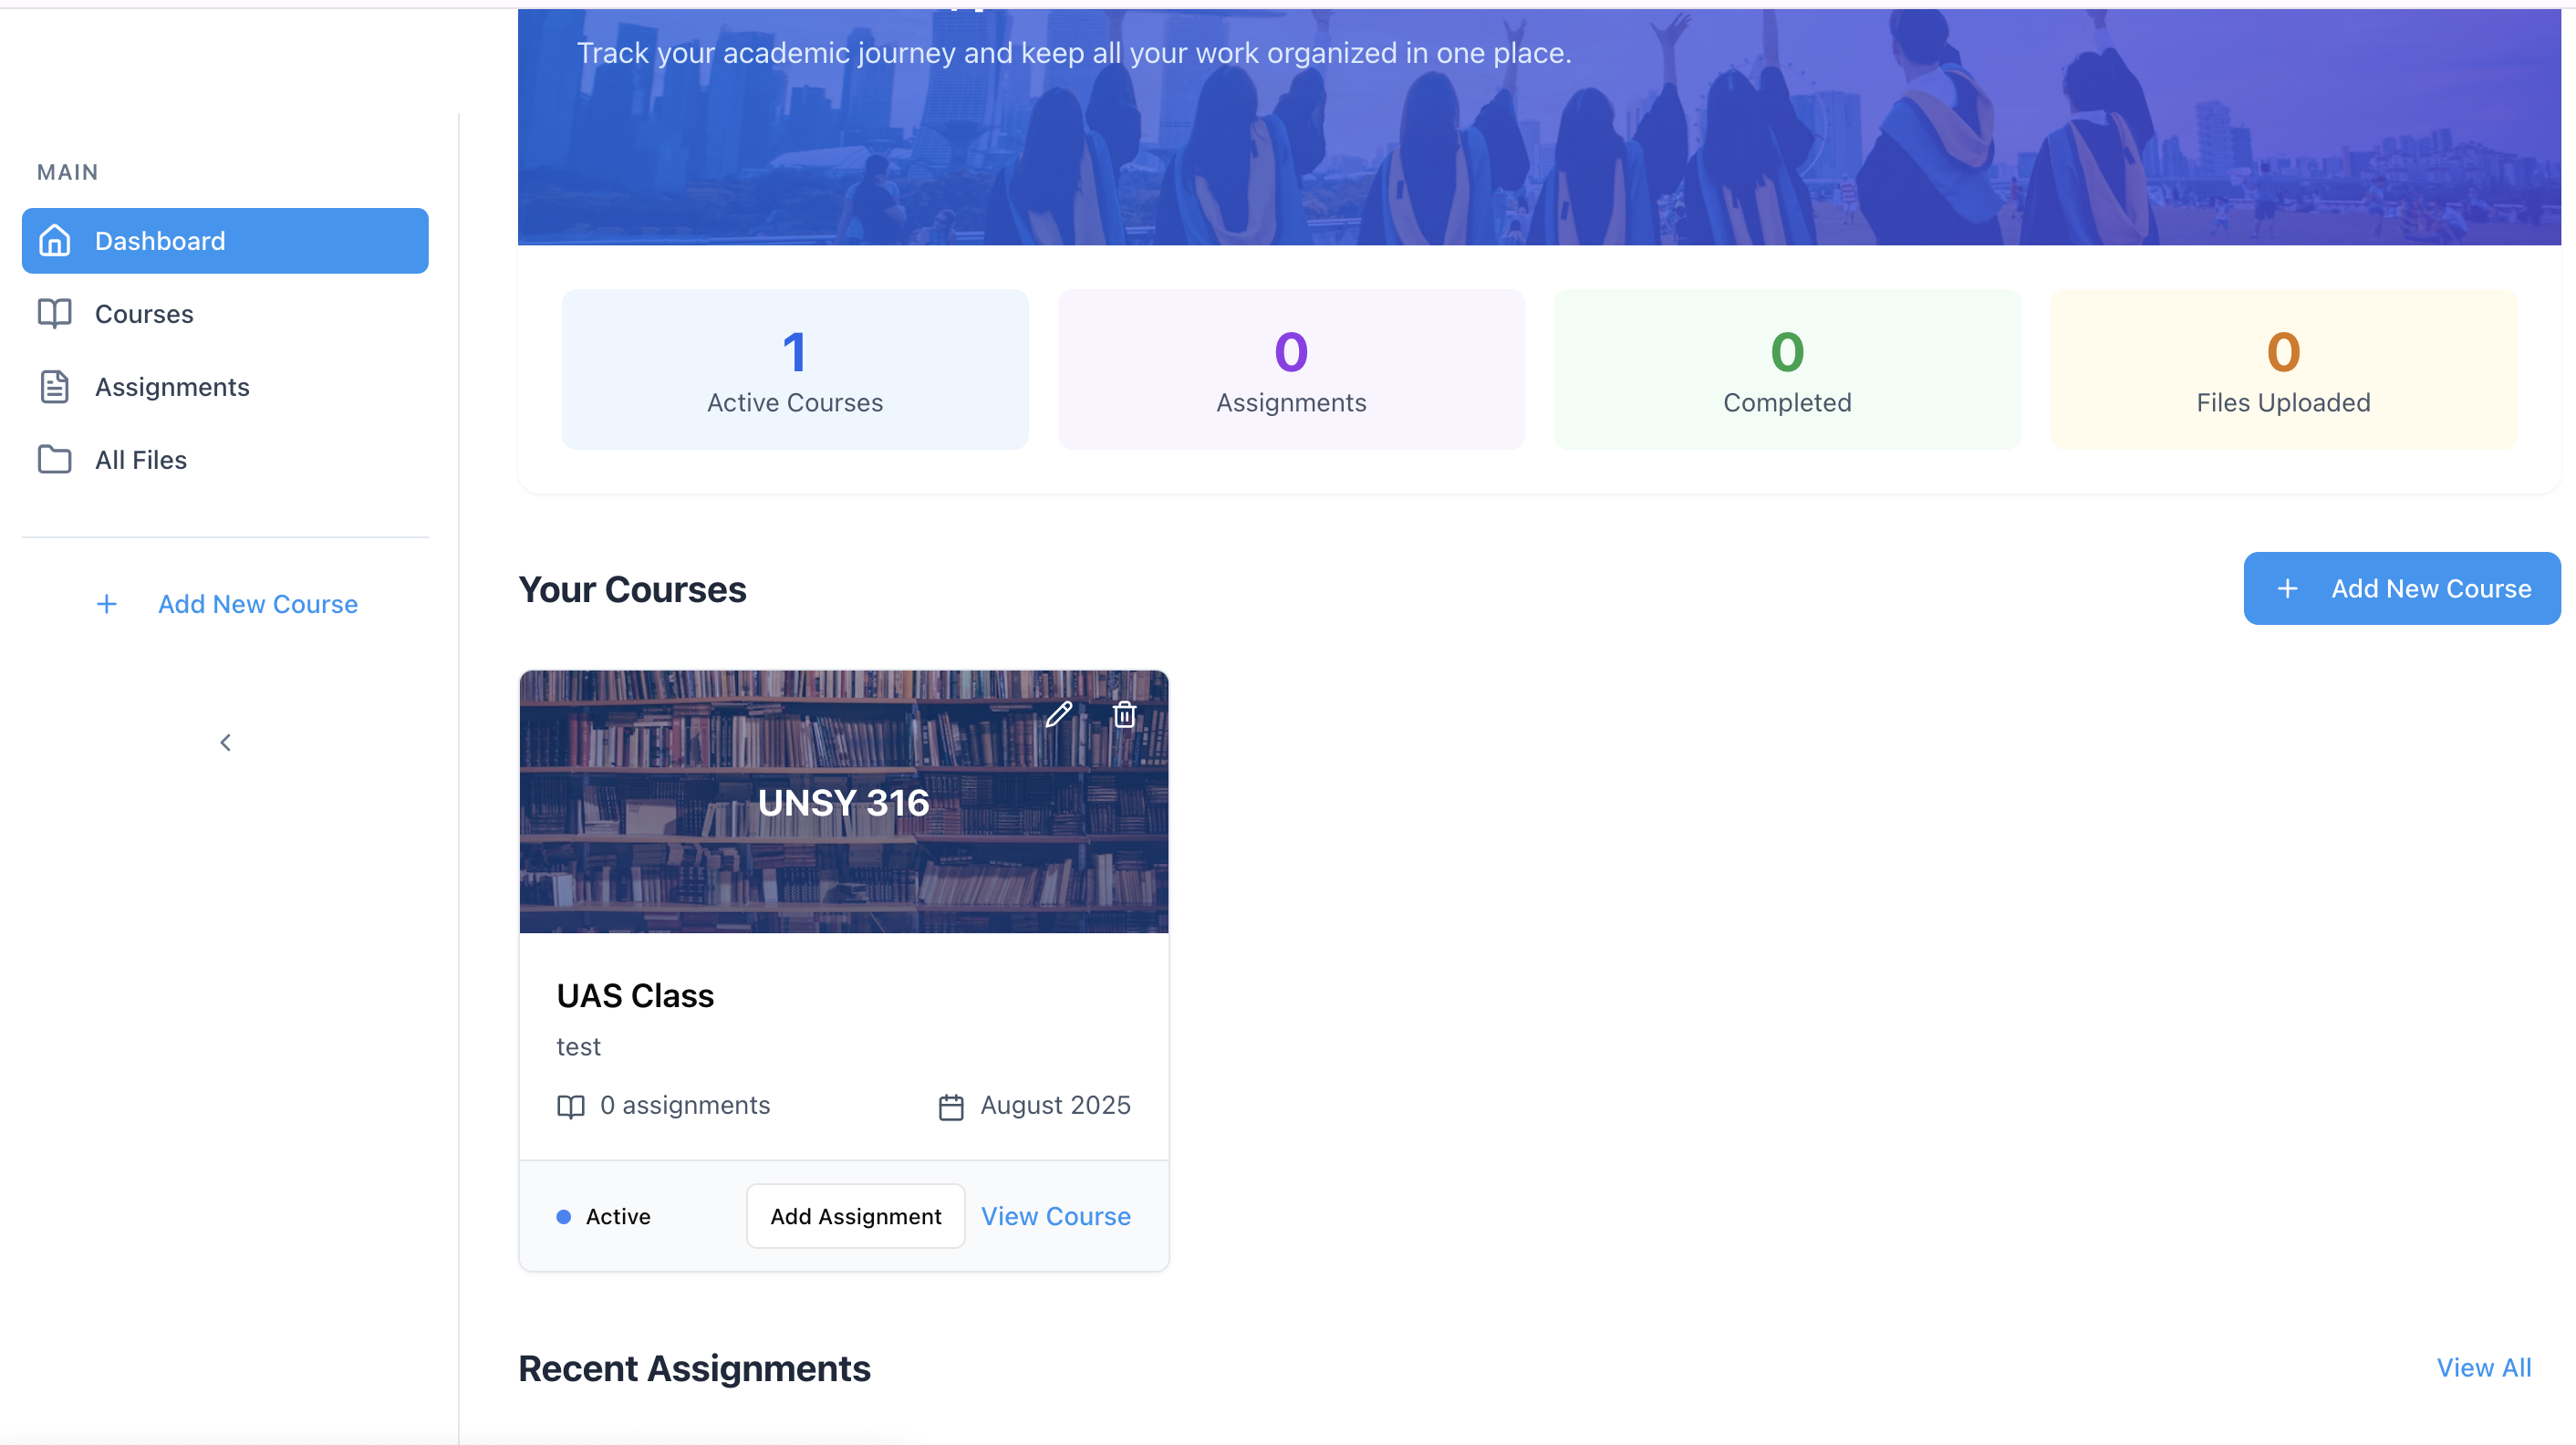 Track your academic journey and keep all your work organized in one place.
MAIN
Dashboard
Courses
Assignments
All Files
Add New Course
1
Active Courses
0
Assignments
0
Completed
0
Files Uploaded
Your Courses
Add New Course
UNSY 316
UAS Class
test
0 assignments
August 2025
Active
Add Assignment
View Course
Recent Assignments
View All